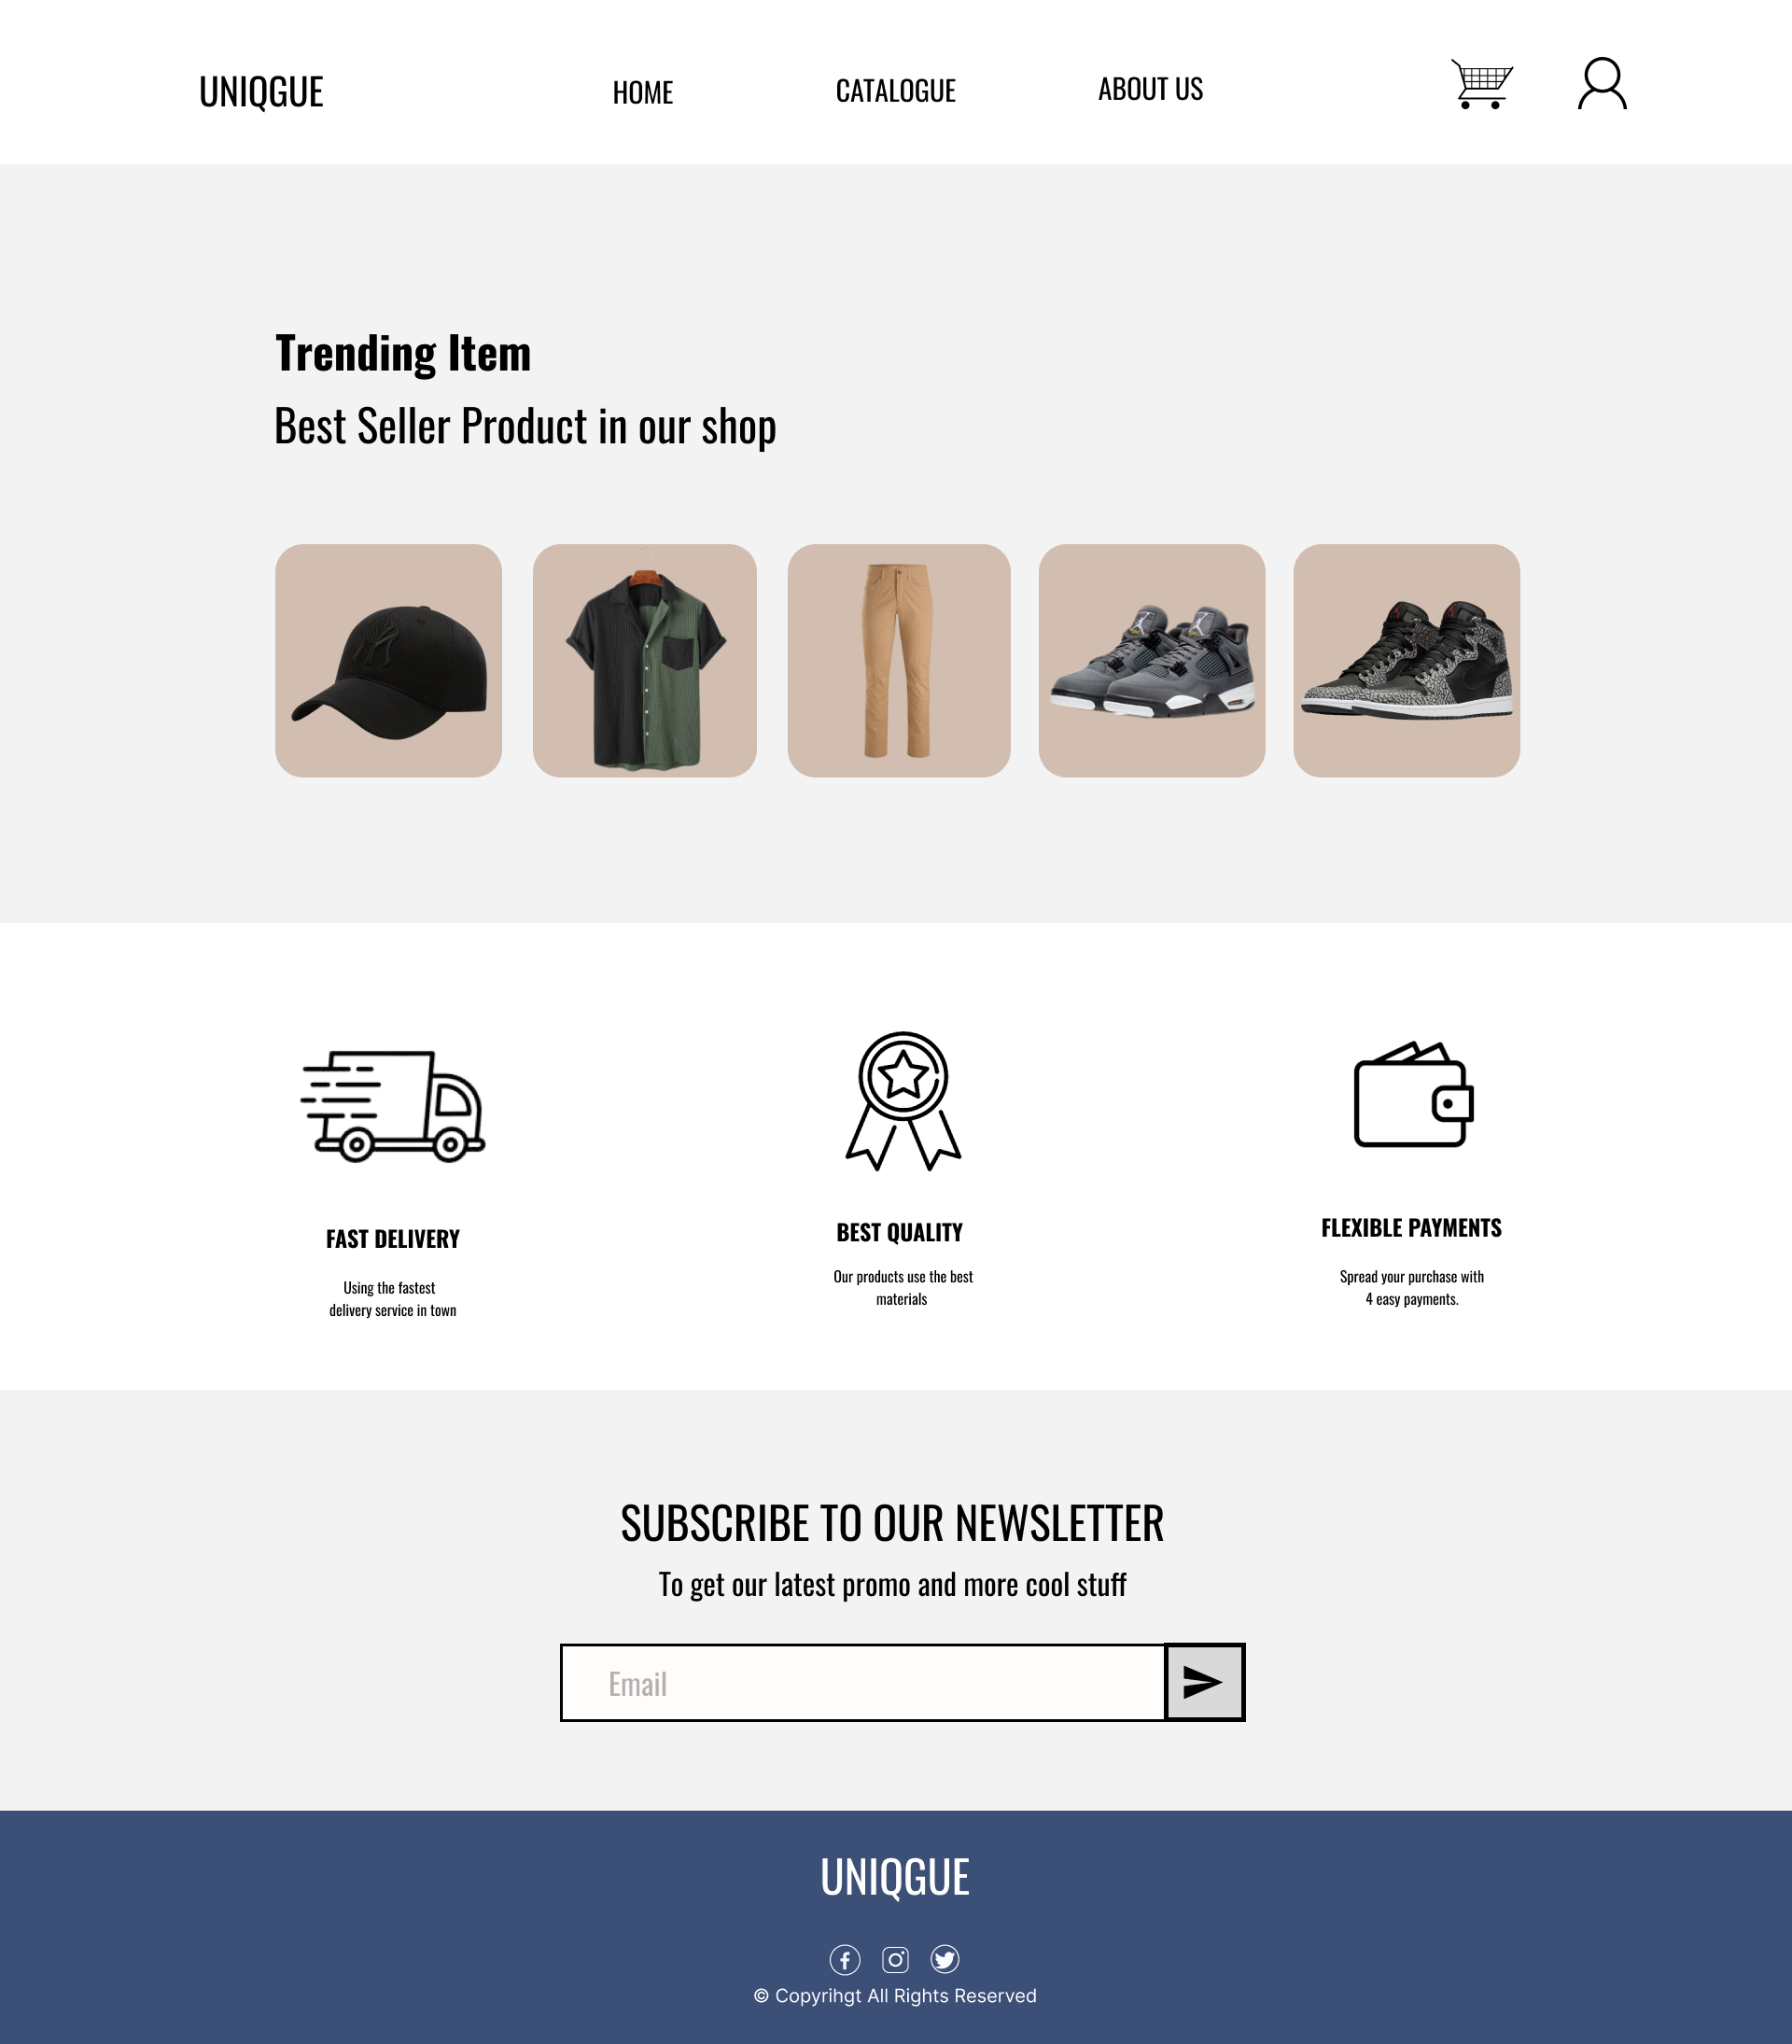 UNIQGUE
HOME
CATALOGUE
ABOUT US
Trending Item
Best Seller Product in our shop
FAST DELIVERY
Using the fastest
delivery service in town
BEST QUALITY
Our products use the best
materials
FLEXIBLE PAYMENTS
Spread your purchase with
4 easy payments.
SUBSCRIBE TO OUR NEWSLETTER
To get our latest promo and more cool stuff
Email
UNIQGUE
© Copyrihgt All Rights Reserved